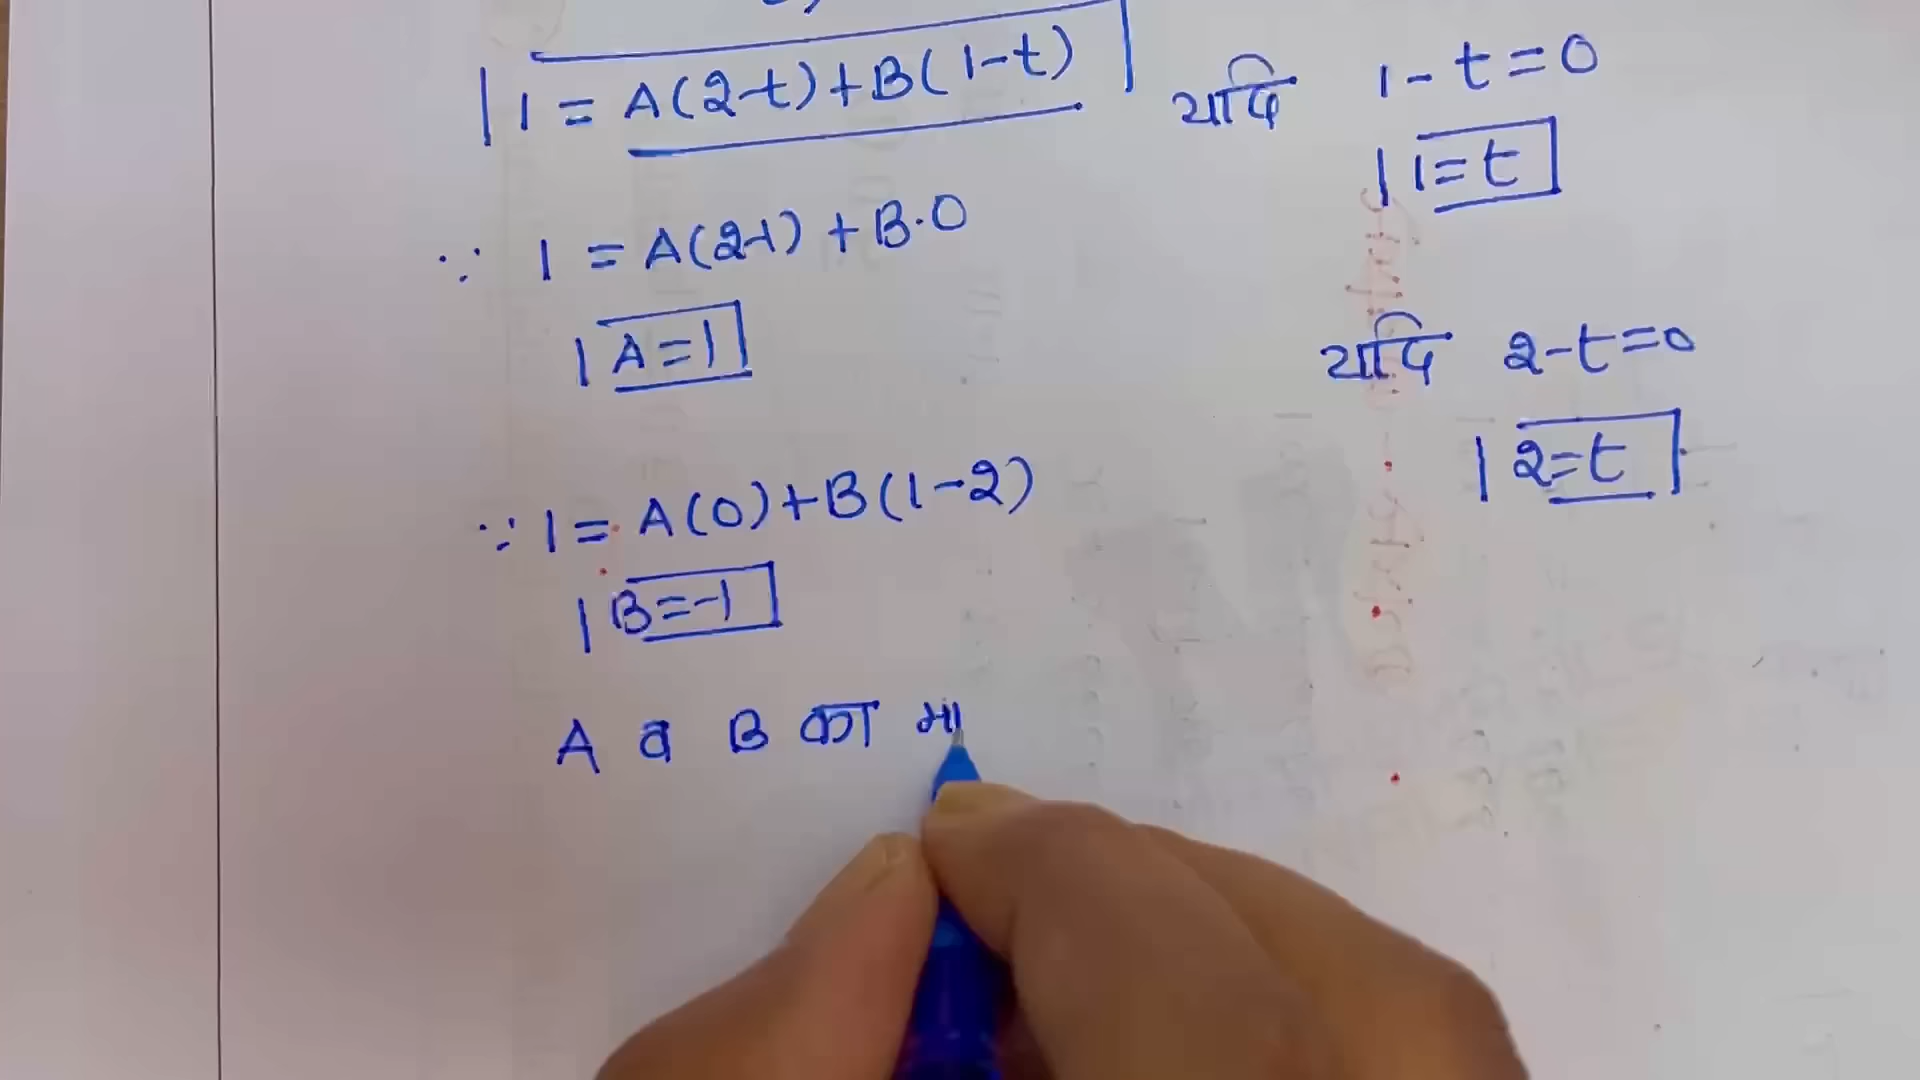 1 = A(2-t)+B(1-t)
यदि 1-t=0
1=t
∵ 1 = A(2-1) + B.0
A=1
यदि 2-t=0
2=t
∵ 1 = A(0)+B(1-2)
B=-1
A व B का मा